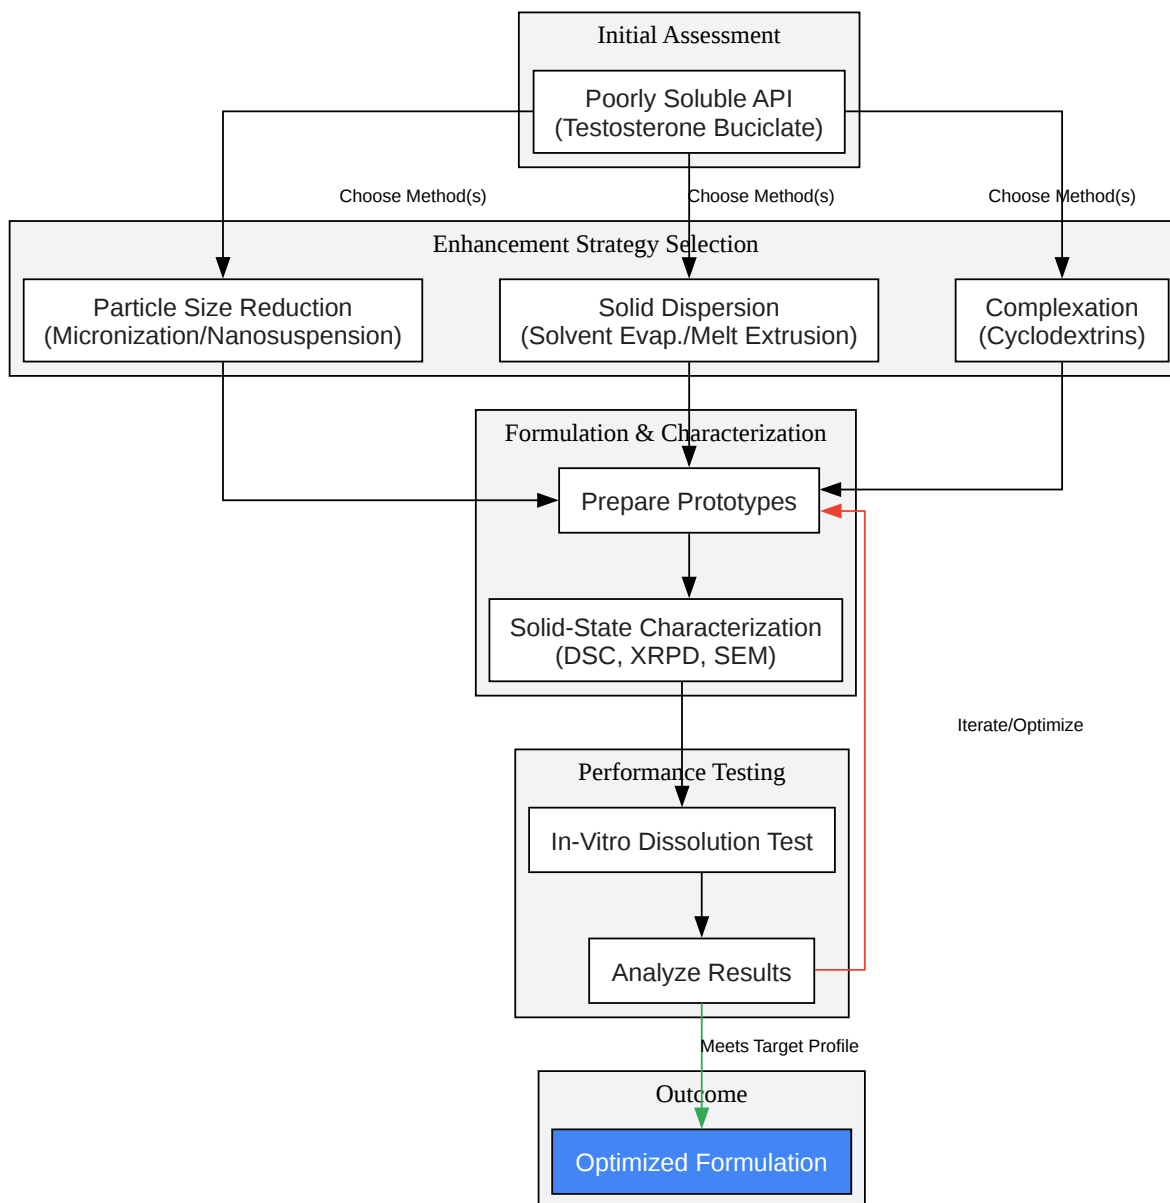 Initial Assessment
Poorly Soluble API
(Testosterone Buciclate)
Choose Method(s)
Choose Method(s)
Choose Method(s)
Enhancement Strategy Selection
Particle Size Reduction
(Micronization/Nanosuspension)
Solid Dispersion
(Solvent Evap./Melt Extrusion)
Complexation
(Cyclodextrins)
Formulation & Characterization
Prepare Prototypes
Solid-State Characterization
(DSC, XRPD, SEM)
Iterate/Optimize
Performance Testing
In-Vitro Dissolution Test
Analyze Results
Meets Target Profile
Outcome
Optimized Formulation